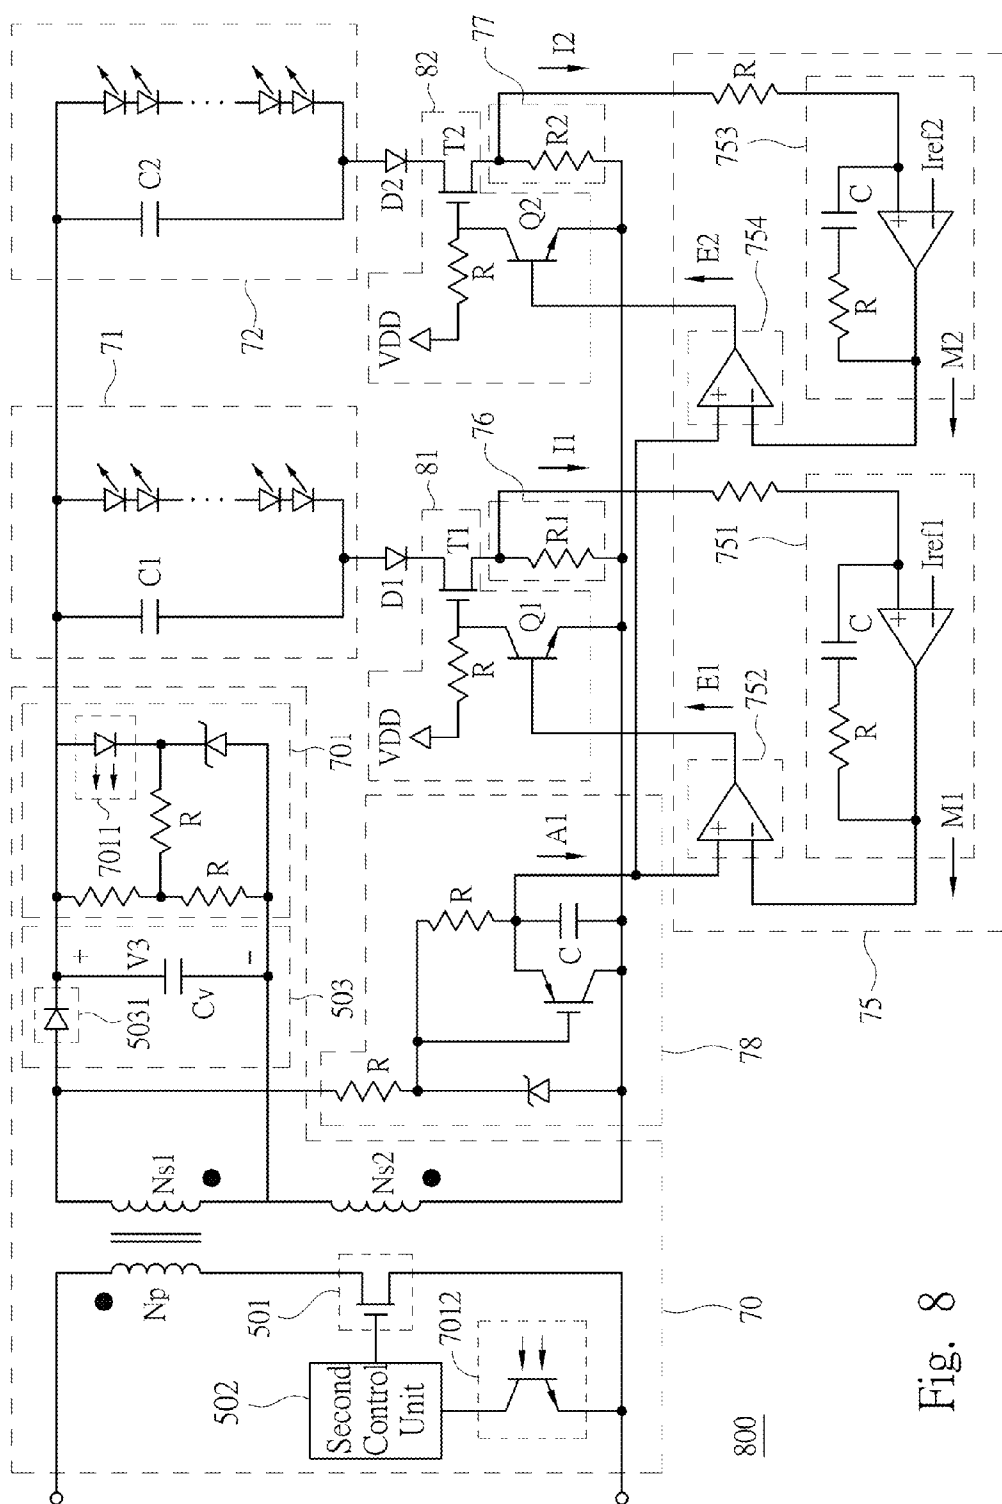 71
72
C1
C2
701
7011
R
R
V3
+
-
Cv
5031
503
Ns1
Np
D1
D2
82
T2
77
R2
I2
VDD
R
Q2
81
T1
76
R1
I1
VDD
R
Q1
Ns2
R
R
C
A1
78
501
502
Second
Control
Unit
7012
70
E2
754
+
-
753
R
C
R
+
-
Iref2
M2
E1
752
+
-
751
C
R
+
-
Iref1
M1
75
800
Fig. 8